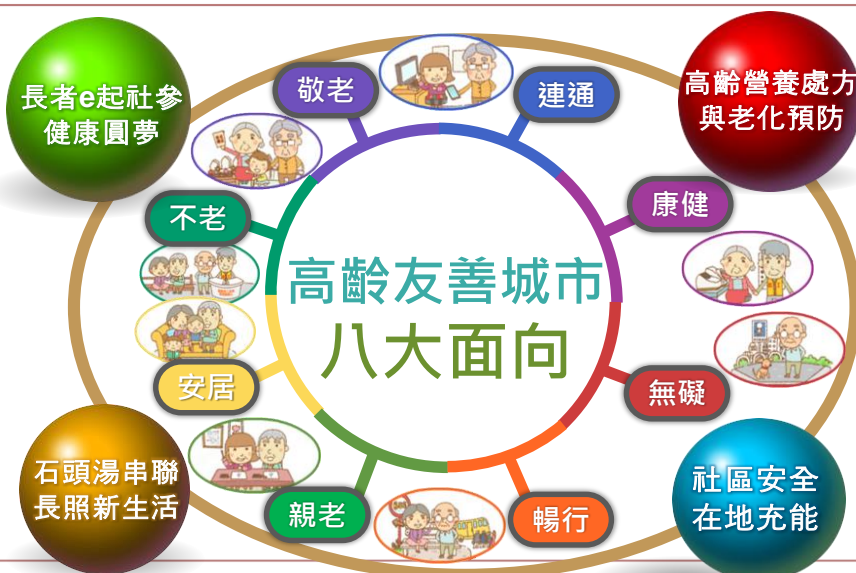 長者e起社參
健康圓夢
敬老
連通
高齡營養處方
與老化預防
不老
康健
高齡友善城市
八大面向
安居
無礙
石頭湯串聯
長照新生活
親老
暢行
社區安全
在地充能